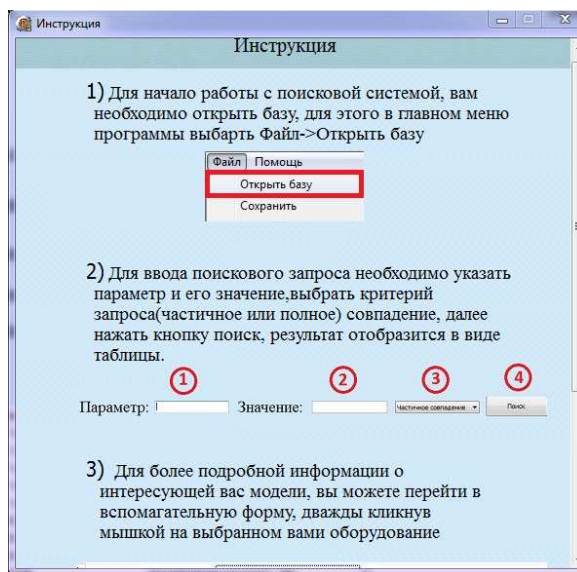 Инструкция
Инструкция
1) Для начало работы с поисковой системой, вам
необходимо открыть базу, для этого в главном меню
программы выбарть Файл->Открыть базу
Файл Помощь
Открыть базу
Сохранить
2) Для ввода поискового запроса необходимо указать
параметр и его значение,выбрать критерий
запроса(частичное или полное) совпадение, далее
нажать кнопку поиск, результат отобразится в виде
таблицы.
1 2 3 4
Параметр: Значение: Частичное совпадение Поиск
3) Для более подробной информации о
интересующей вас модели, вы можете перейти в
вспомагательную форму, дважды кликнув
мышкой на выбранном вами оборудование